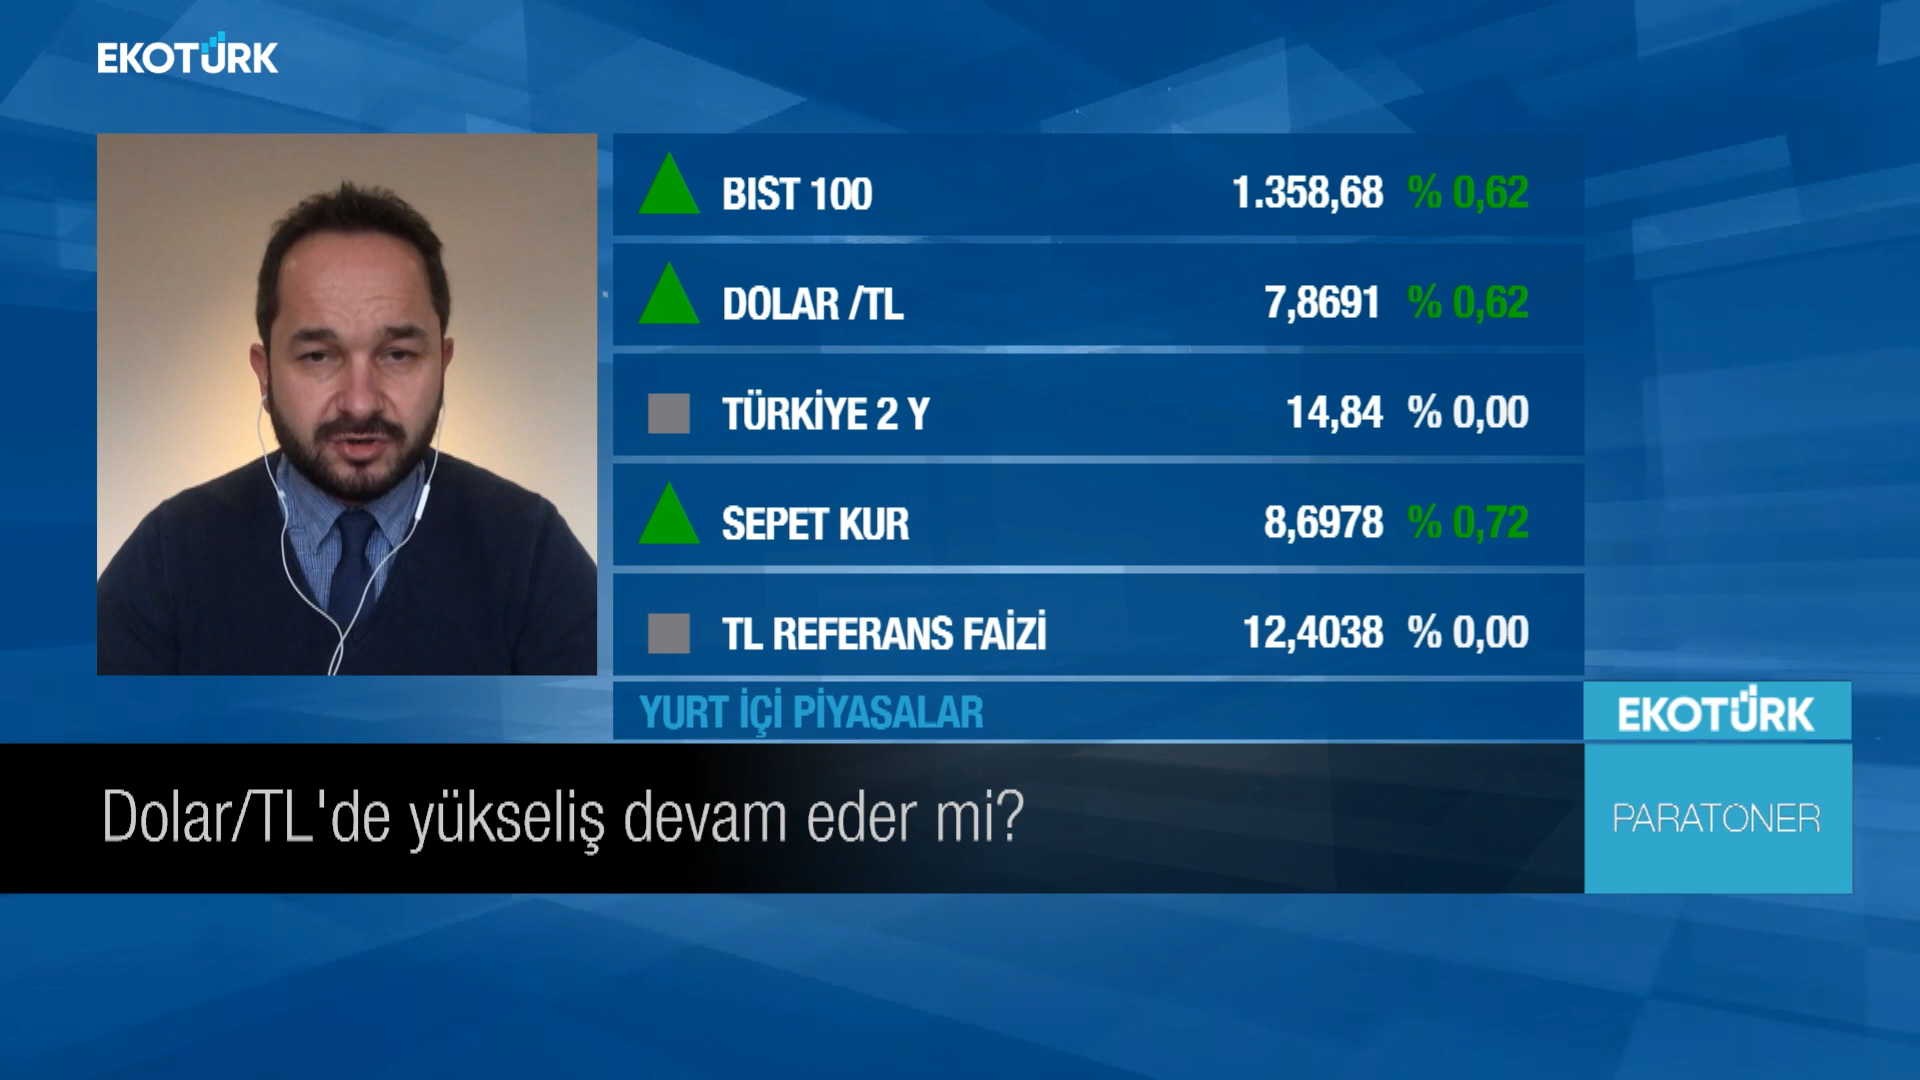 EKOTÜRK
BIST 100 1.358,68 % 0,62
DOLAR /TL 7,8691 % 0,62
TÜRKİYE 2 Y 14,84 % 0,00
SEPET KUR 8,6978 % 0,72
TL REFERANS FAİZİ 12,4038 % 0,00
YURT İÇİ PİYASALAR
EKOTÜRK
Dolar/TL'de yükseliş devam eder mi?
PARATONER